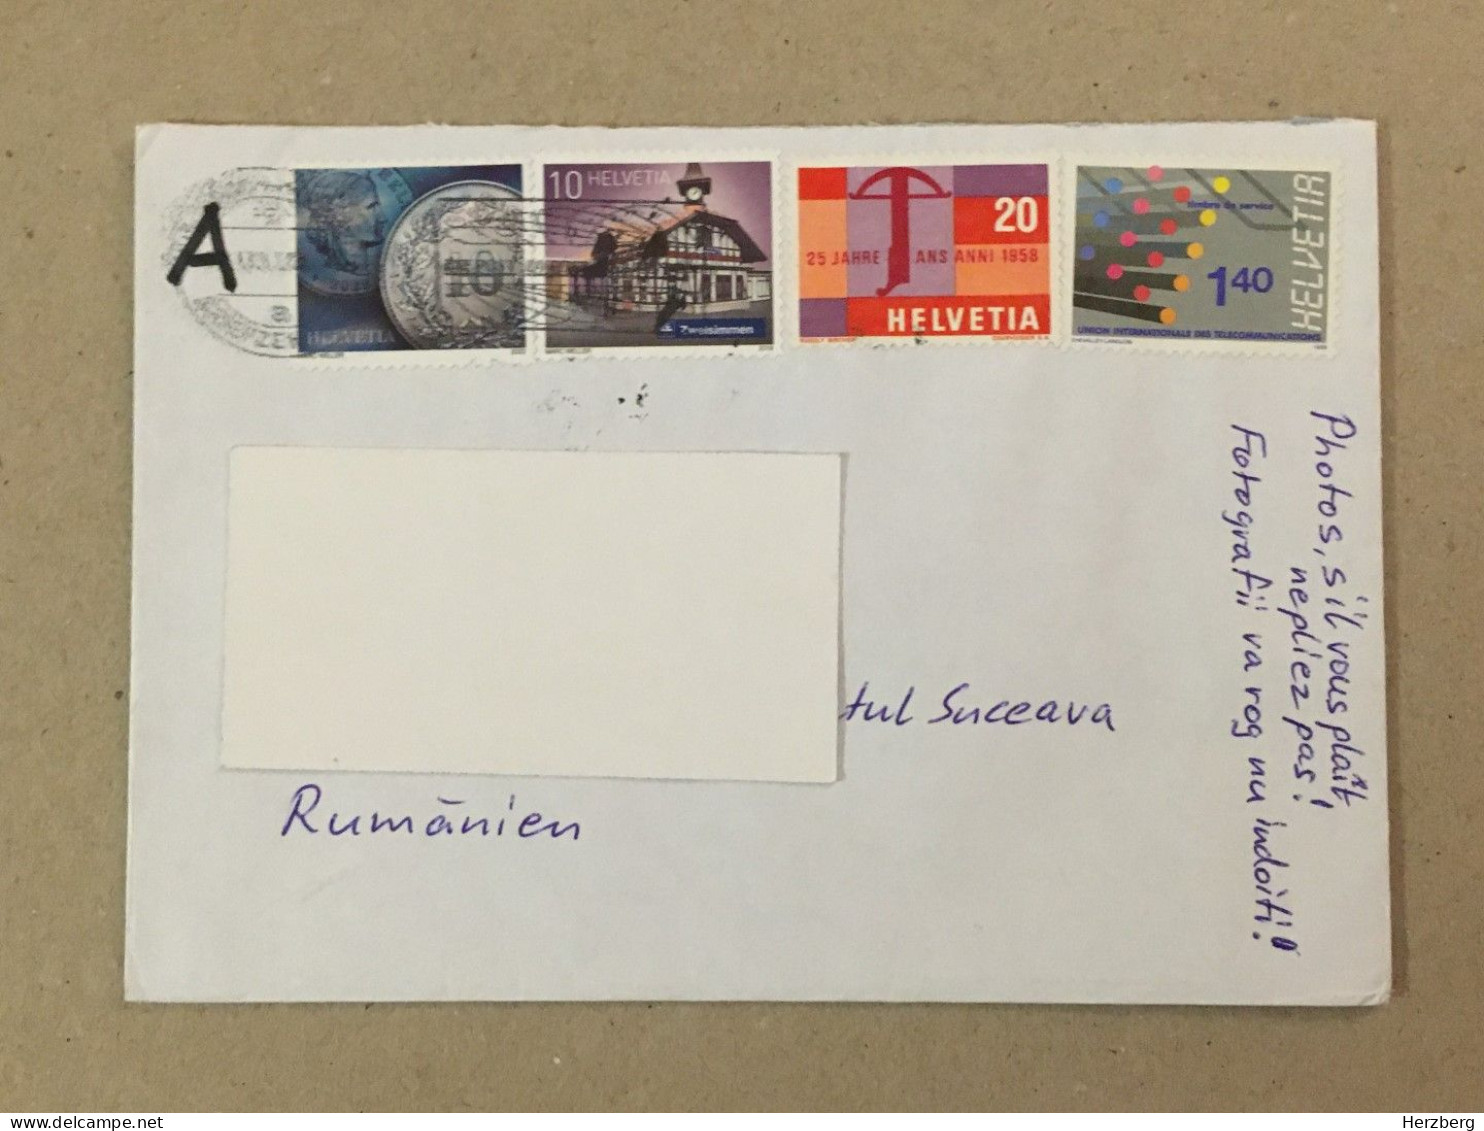 A
10
HELVETIA
10 HELVETIA
Zweisimmen
20
25 JAHRE ANS ANNI 1958
HELVETIA
timbre de service
1 40
HELVETIA
UNION INTERNATIONALE DES TELECOMMUNICATIONS
Photos, s'il vous plaît
ne pliez pas!
Fotografii va rog nu indoiti!
tul Suceava
Rumänien
www.delcampe.net
Herzberg